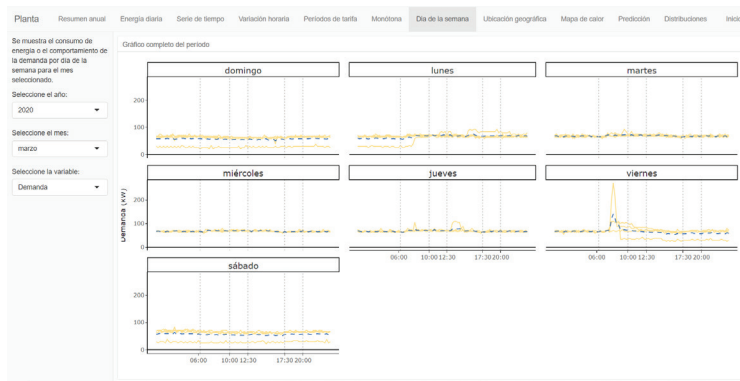 Planta Resumen anual Energía diaria Serie de tiempo Variación horaria Períodos de tarifa Monólona Día de la semana Ubicación geográfica Mapa de calor Predicción Distribuciones Inicio
Se muestra el consumo de
energía o el comportamiento de
la demanda por día de la
semana para el mes
seleccionado.
Seleccione el año:
2020
Seleccione el mes:
marzo
Seleccione la variable:
Demanda
Gráfico completo del periodo
domingo lunes martes
200
100
0
miércoles jueves viernes
Demanda (kW)
200
100
0
06:00 10:00 12:30 17:30 20:00 06:00 10:00 12:30 17:30 20:00
sábado
200
100
0
06:00 10:00 12:30 17:30 20:00